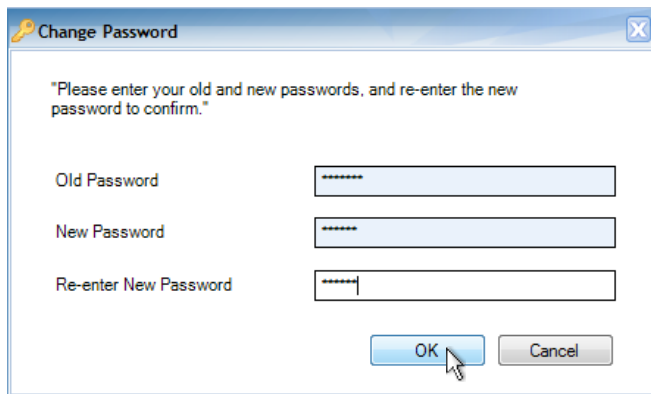 Change Password
"Please enter your old and new passwords, and re-enter the new
password to confirm."
Old Password
*******
New Password
******
Re-enter New Password
******
OK
Cancel